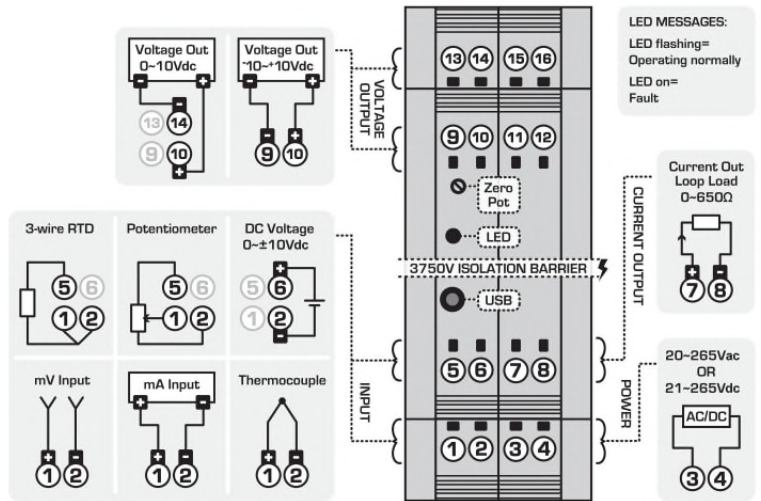 Voltage Out
0~10Vdc
Voltage Out
-10~+10Vdc
13 14
9 10
9 10
VOLTAGE
OUTPUT
13 14 15 16
9 10 11 12
Zero
Pot
LED
3750V ISOLATION BARRIER
USB
5 6 7 8
1 2 3 4
LED MESSAGES:
LED flashing=
Operating normally
LED on=
Fault
Current Out
Loop Load
0~650Ω
7 8
CURRENT OUTPUT
3-wire RTD
5 6
1 2
Potentiometer
5 6
1 2
DC Voltage
0~±10Vdc
5 6
1 2
mV Input
1 2
mA Input
1 2
Thermocouple
1 2
INPUT
POWER
20~265Vac
OR
21~265Vdc
AC/DC
3 4